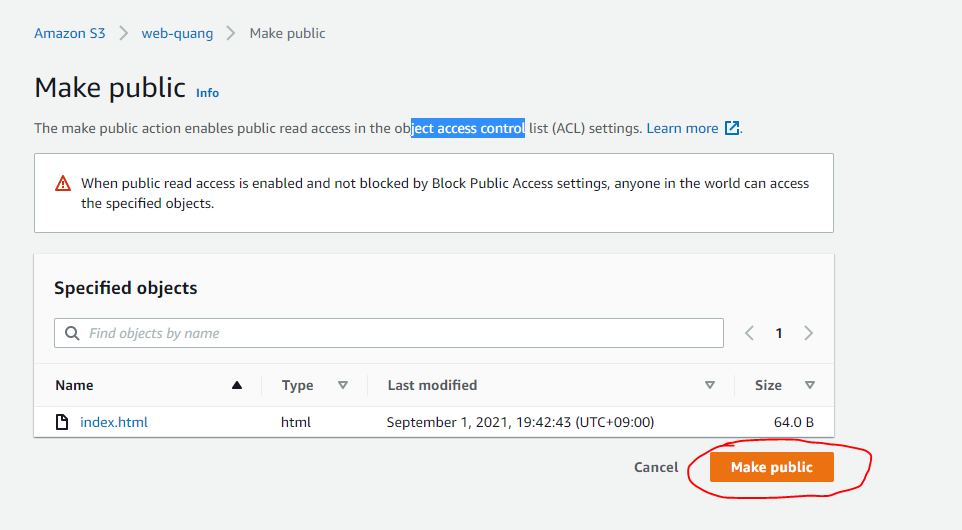 Amazon S3 > web-quang > Make public
Make public Info
The make public action enables public read access in the object access control list (ACL) settings. Learn more.
When public read access is enabled and not blocked by Block Public Access settings, anyone in the world can access
the specified objects.
Specified objects
Find objects by name
1
Name Type Last modified Size
index.html html September 1, 2021, 19:42:43 (UTC+09:00) 64.0 B
Cancel Make public